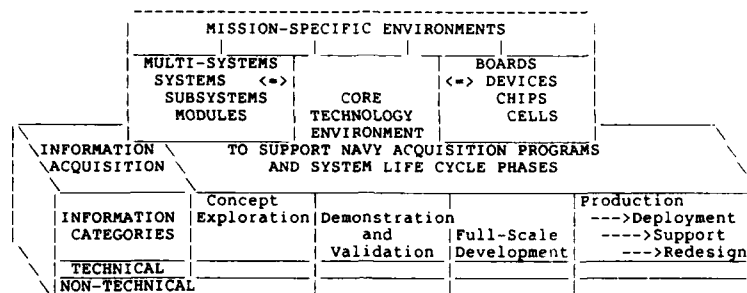 MISSION-SPECIFIC ENVIRONMENTS
MULTI-SYSTEMS BOARDS
SYSTEMS <=> <=> DEVICES
SUBSYSTEMS CORE CHIPS
MODULES TECHNOLOGY CELLS
ENVIRONMENT
INFORMATION TO SUPPORT NAVY ACQUISITION PROGRAMS
ACQUISITION AND SYSTEM LIFE CYCLE PHASES
Concept Production
INFORMATION Exploration Demonstration --->Deployment
CATEGORIES and Full-Scale ---->Support
Validation Development --->Redesign
TECHNICAL
NON-TECHNICAL